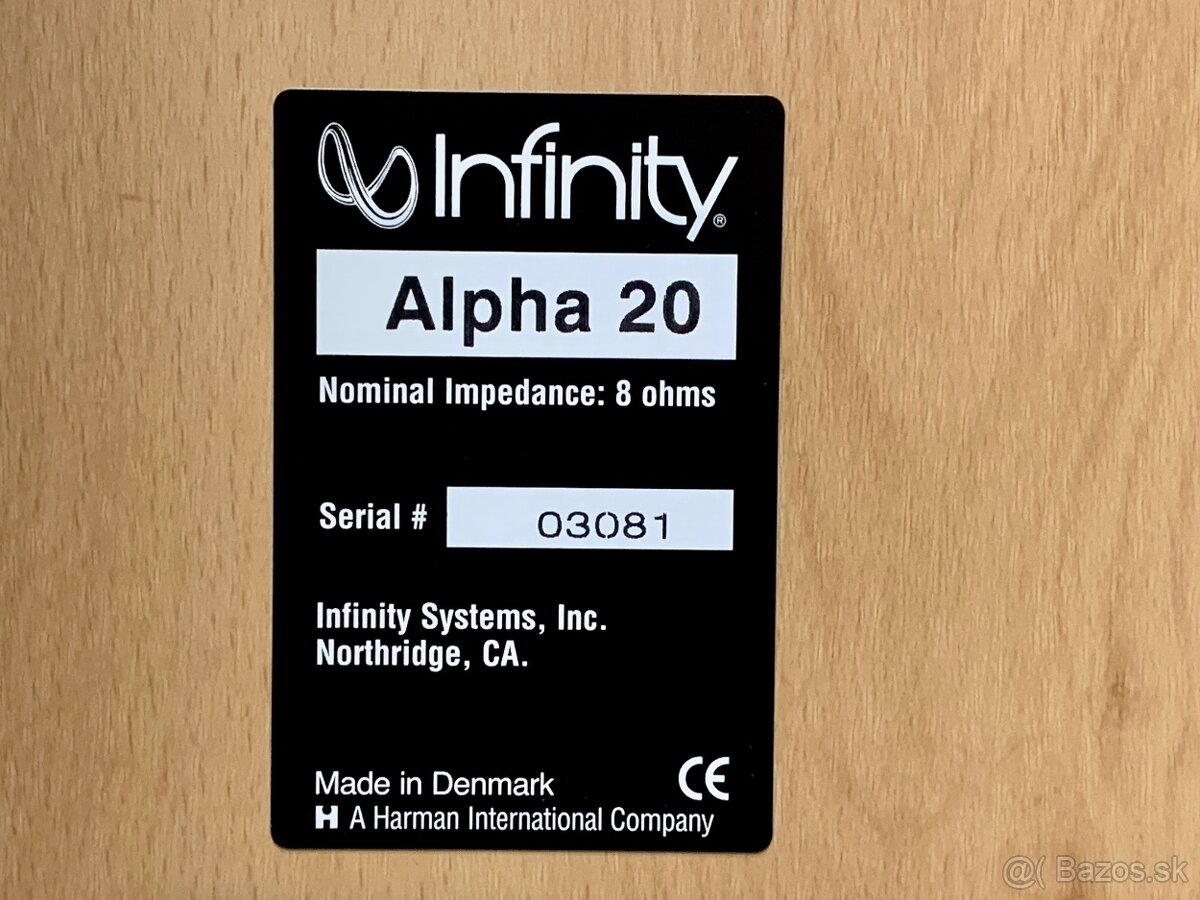 Infinity®
Alpha 20
Nominal Impedance: 8 ohms
Serial # 03081
Infinity Systems, Inc.
Northridge, CA.
Made in Denmark CE
H A Harman International Company
@( Bazos.sk